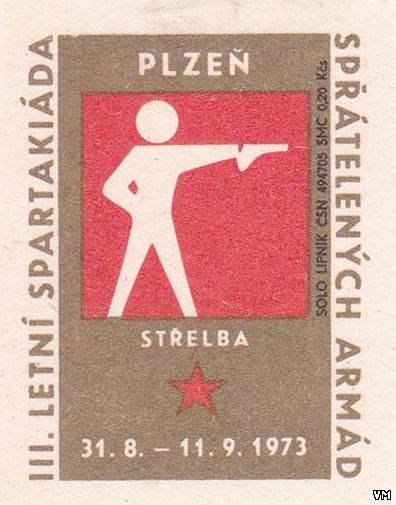 III. LETNÍ SPARTAKIÁDA
SPŘÁTELENÝCH ARMÁD
PLZEŇ
SOLO LIPNÍK ČSN 494705 SMC 0.20 Kčs
STŘELBA
31. 8. – 11. 9. 1973
VM